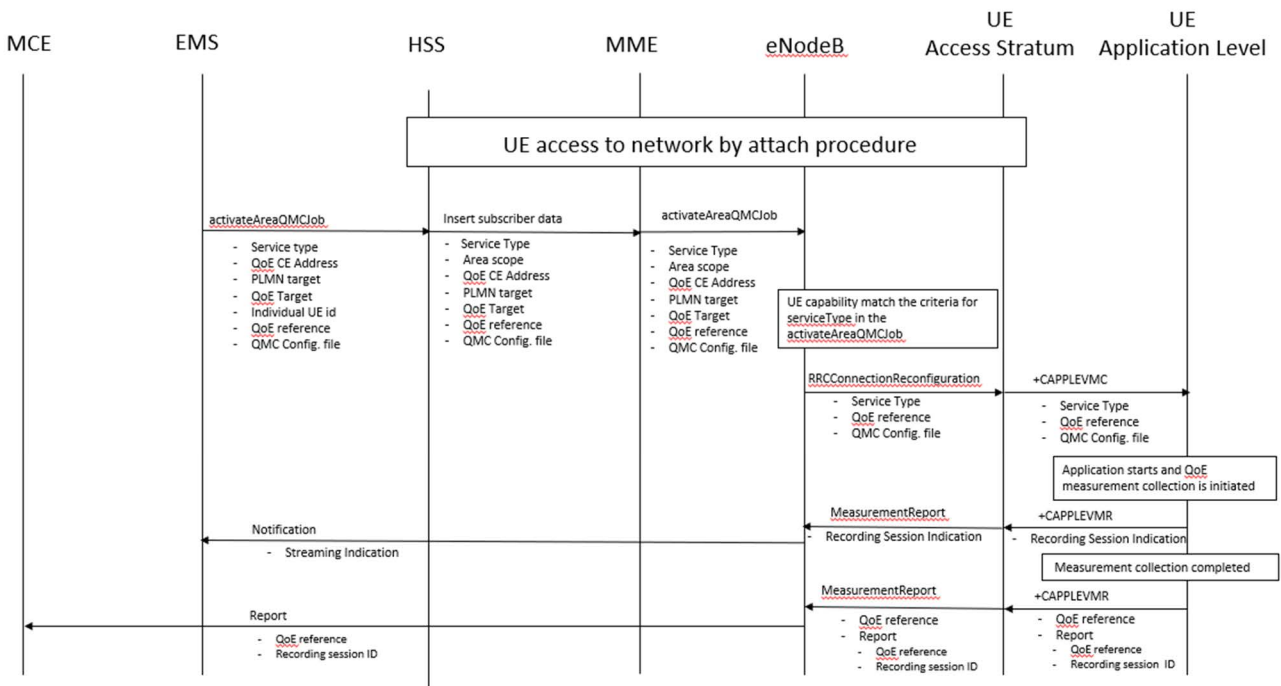 MCE
EMS
HSS
MME
eNodeB
UE
Access Stratum
UE
Application Level
UE access to network by attach procedure
activateAreaQMCJob
- Service type
- QoE CE Address
- PLMN target
- QoE Target
- Individual UE id
- QoE reference
- QMC Config. file
Insert subscriber data
- Service Type
- Area scope
- QoE CE Address
- PLMN target
- QoE Target
- QoE reference
- QMC Config. file
activateAreaQMCJob
- Service Type
- Area scope
- QoE CE Address
- PLMN target
- QoE Target
- QoE reference
- QMC Config. file
UE capability match the criteria for
serviceType in the
activateAreaQMCJob
RRCConnectionReconfiguration
- Service Type
- QoE reference
- QMC Config. file
+CAPPLEVMC
- Service Type
- QoE reference
- QMC Config. file
Application starts and QoE
measurement collection is initiated
+CAPPLEVMR
- Recording Session Indication
MeasurementReport
- Recording Session Indication
Notification
- Streaming Indication
Measurement collection completed
+CAPPLEVMR
- QoE reference
- Report
- QoE reference
- Recording session ID
MeasurementReport
- QoE reference
- Report
- QoE reference
- Recording session ID
Report
- QoE reference
- Recording session ID